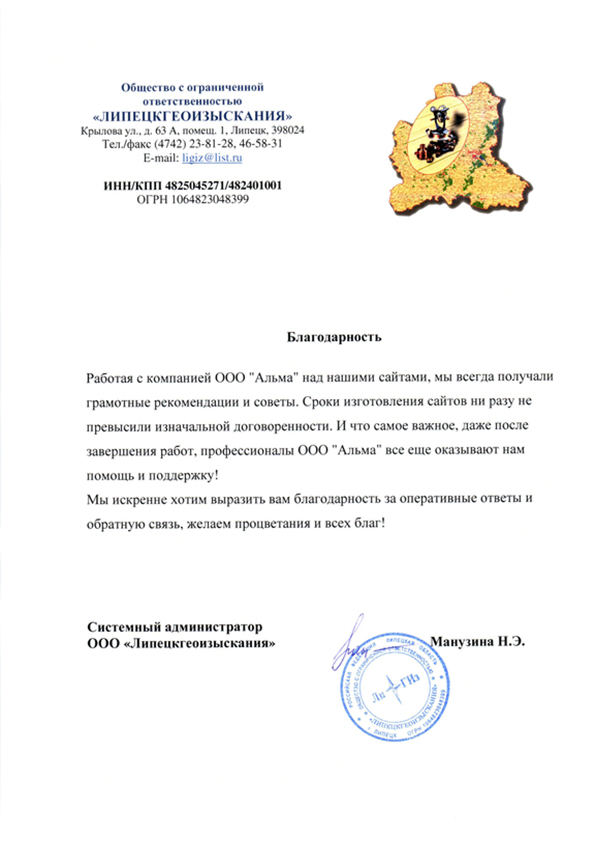 Общество с ограниченной
ответственностью
«ЛИПЕЦКГЕОИЗЫСКАНИЯ»
Крылова ул., д. 63 А, помещ. 1, Липецк, 398024
Тел./факс (4742) 23-81-28, 46-58-31
E-mail: ligiz@list.ru
ИНН/КПП 4825045271/482401001
ОГРН 1064823048399
Благодарность
Работая с компанией ООО "Альма" над нашими сайтами, мы всегда получали
грамотные рекомендации и советы. Сроки изготовления сайтов ни разу не
превысили изначальной договоренности. И что самое важное, даже после
завершения работ, профессионалы ООО "Альма" все еще оказывают нам
помощь и поддержку!
Мы искренне хотим выразить вам благодарность за оперативные ответы и
обратную связь, желаем процветания и всех благ!
Системный администратор
ООО «Липецкгеоизыскания»
Манузина Н.Э.
РОССИЙСКАЯ ФЕДЕРАЦИЯ ЛИПЕЦКАЯ ОБЛАСТЬ
ОБЩЕСТВО С ОГРАНИЧЕННОЙ ОТВЕТСТВЕННОСТЬЮ
Ли ГИз
«ЛИПЕЦКГЕОИЗЫСКАНИЯ»
г. ЛИПЕЦК ОГРН 1064823048399